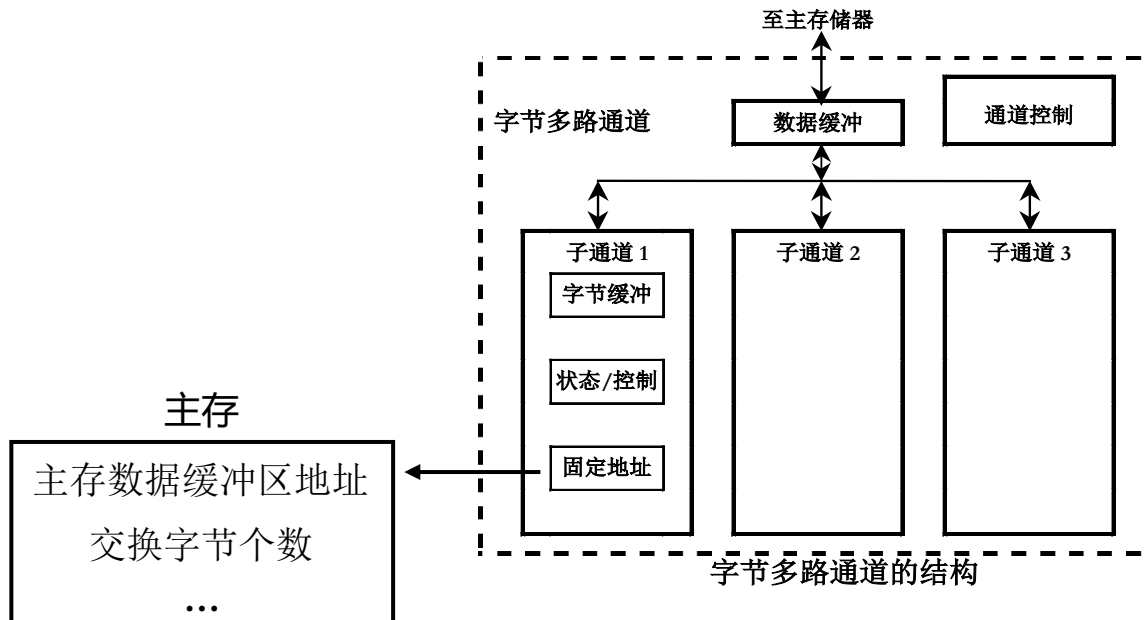 至主存储器
字节多路通道
数据缓冲
通道控制
子通道 1
子通道 2
子通道 3
字节缓冲
状态/控制
固定地址
主存
主存数据缓冲区地址
交换字节个数
...
字节多路通道的结构